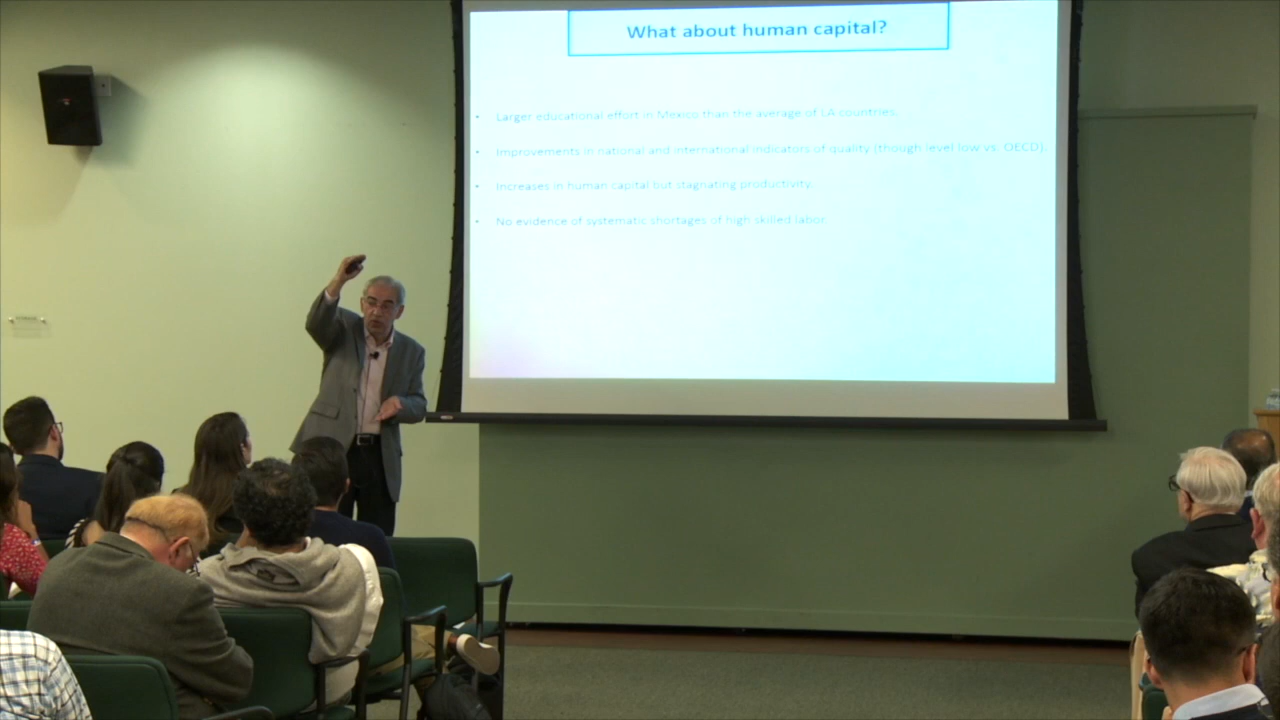 What about human capital?
• Larger educational effort in Mexico than the average of LA countries.
• Improvements in national and international indicators of quality (though level low vs. OECD).
• Increases in human capital but stagnating productivity.
• No evidence of systematic shortages of high skilled labor.